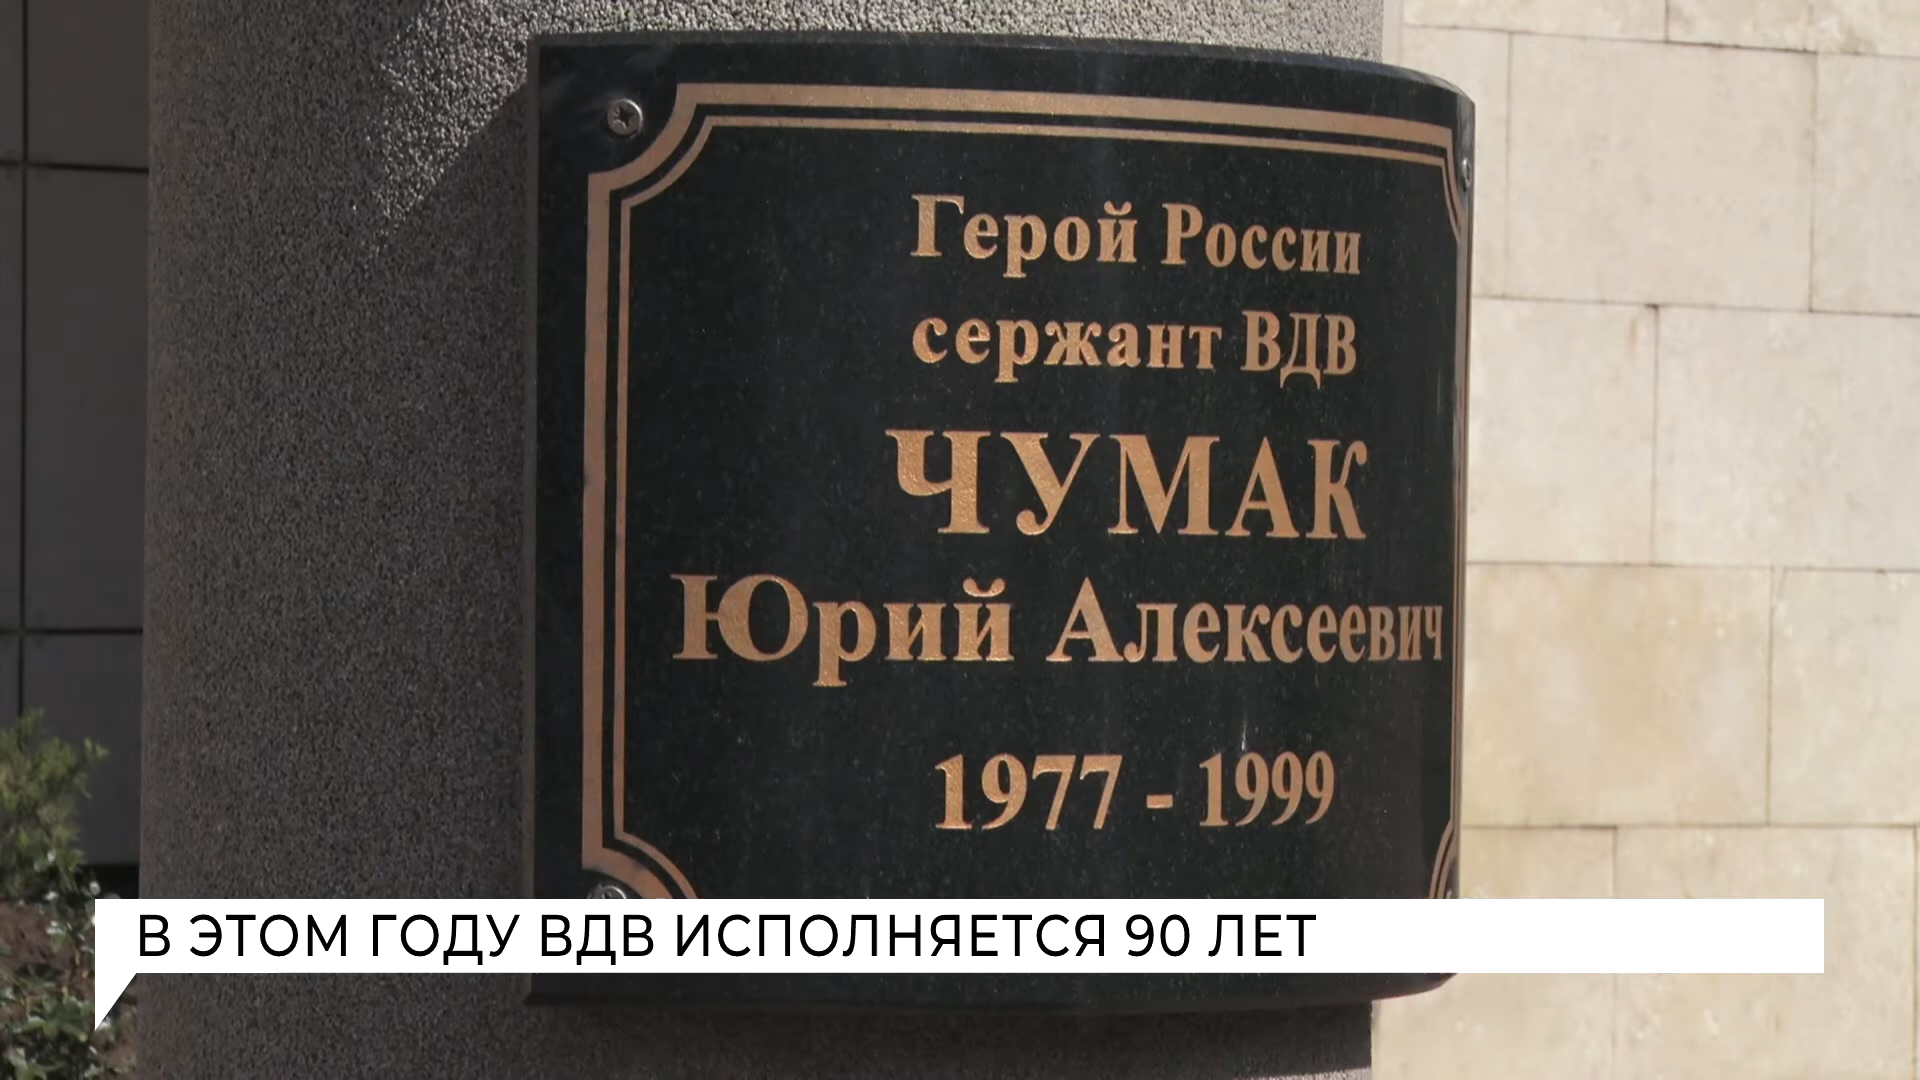 Герой России
сержант ВДВ
ЧУМАК
Юрий Алексеевич
1977 - 1999
В ЭТОМ ГОДУ ВДВ ИСПОЛНЯЕТСЯ 90 ЛЕТ